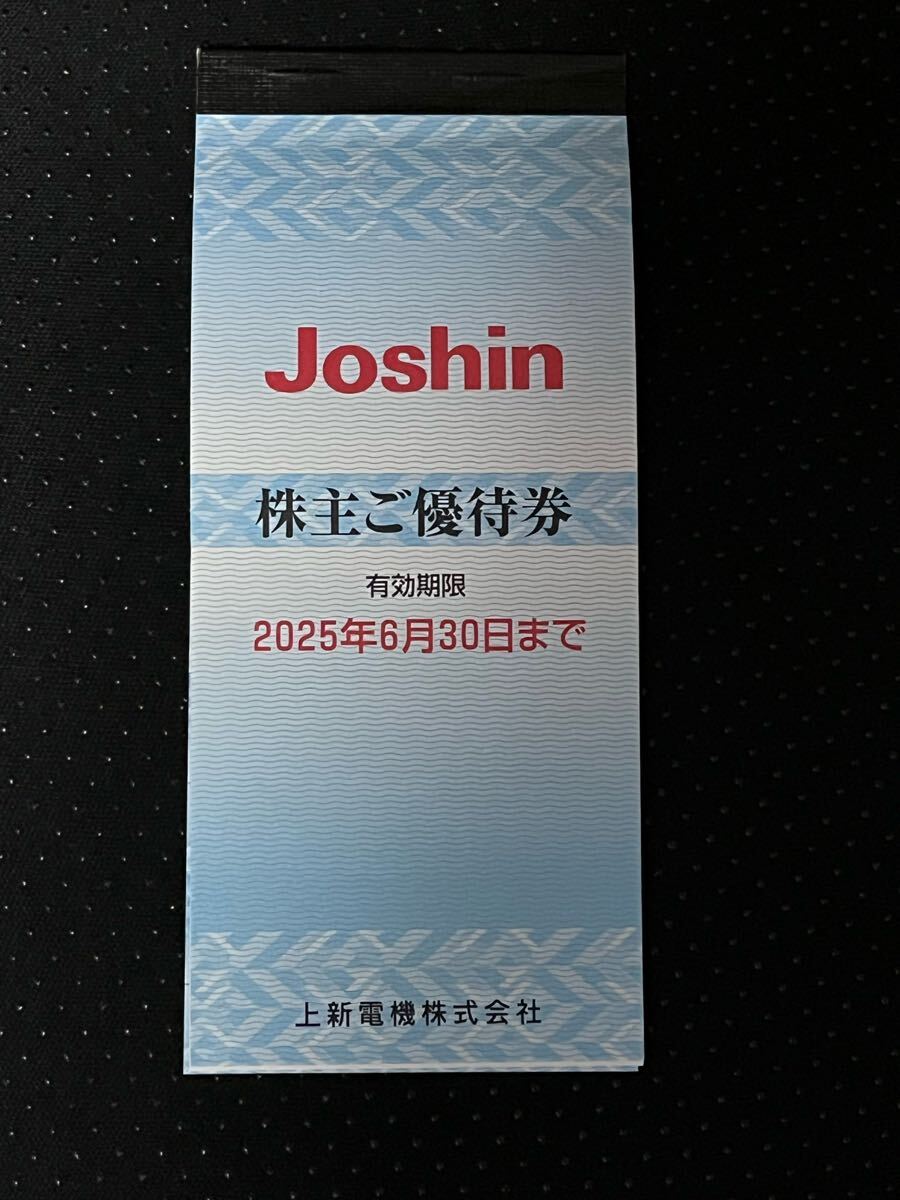 Joshin
株主ご優待券
有効期限
2025年6月30日まで
上新電機株式会社